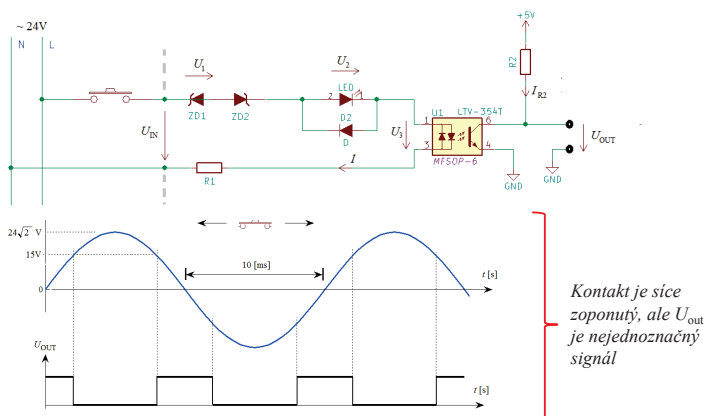 ~ 24V
N L
U1
U2
LED
2 1
ZD1 ZD2
D2
D
UIN
U3
I
R1
U1 LTV-354T
1 6
3 4
MFSOP-6
+5V
R2
IR2
UOUT
GND
GND
24√2 V
15V
0
10 [ms]
t [s]
UOUT
t [s]
Kontakt je síce
zoponutý, ale Uout
je nejednoznačný
signál